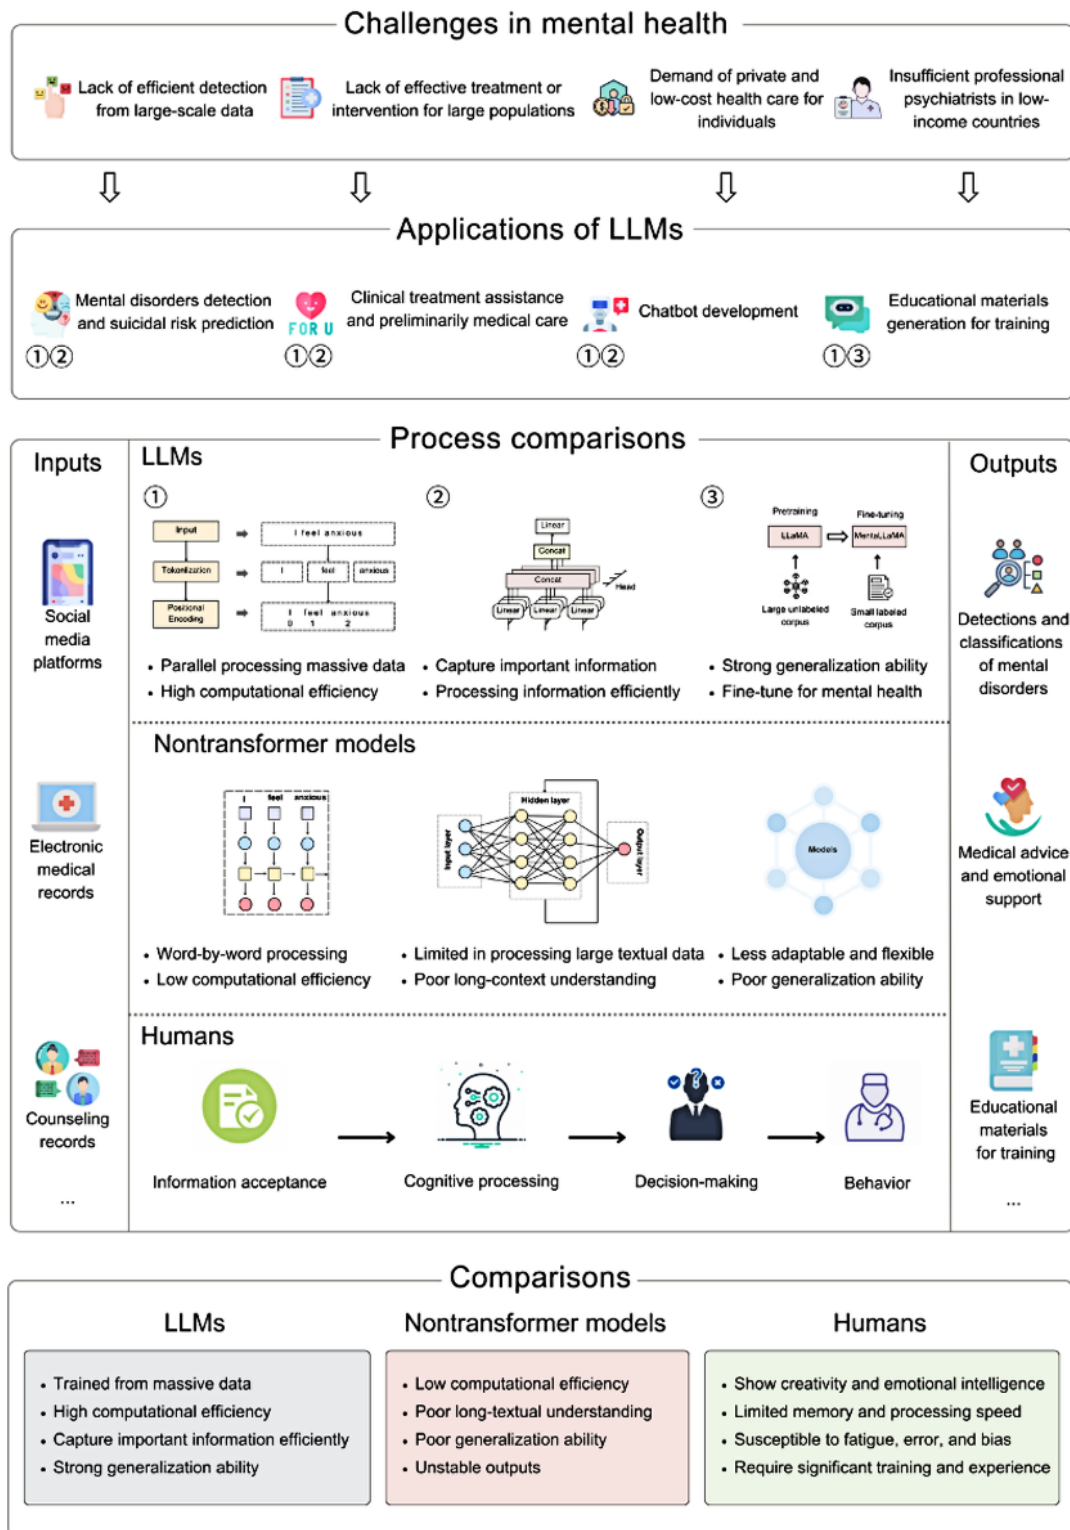 Challenges in mental health
Lack of efficient detection
from large-scale data
Lack of effective treatment or
intervention for large populations
Demand of private and
low-cost health care for
individuals
Insufficient professional
psychiatrists in low-
income countries
Applications of LLMs
Mental disorders detection
and suicidal risk prediction
①②
FOR U
Clinical treatment assistance
and preliminarily medical care
①②
Chatbot development
①②
Educational materials
generation for training
①③
Process comparisons
Inputs
Social
media
platforms
Electronic
medical
records
Counseling
records
...
LLMs
①
Input
I feel anxious
Tokenlization
I feel anxious
Positional
Encoding
I feel anxious
0 1 2
• Parallel processing massive data
• High computational efficiency
②
Linear
Concat
Concat
Head
Linear Linear Linear
• Capture important information
• Processing information efficiently
③
Pretraining
Fine-tuning
LLaMA
MentalLLaMA
Large unlabeled
corpus
Small labeled
corpus
• Strong generalization ability
• Fine-tune for mental health
Nontransformer models
I feel anxious
• Word-by-word processing
• Low computational efficiency
Hidden layer
Input layer
Output layer
• Limited in processing large textual data
• Poor long-context understanding
Models
• Less adaptable and flexible
• Poor generalization ability
Humans
Information acceptance
Cognitive processing
Decision-making
Behavior
Outputs
Detections and
classifications
of mental
disorders
Medical advice
and emotional
support
Educational
materials
for training
...
Comparisons
LLMs
• Trained from massive data
• High computational efficiency
• Capture important information efficiently
• Strong generalization ability
Nontransformer models
• Low computational efficiency
• Poor long-textual understanding
• Poor generalization ability
• Unstable outputs
Humans
• Show creativity and emotional intelligence
• Limited memory and processing speed
• Susceptible to fatigue, error, and bias
• Require significant training and experience